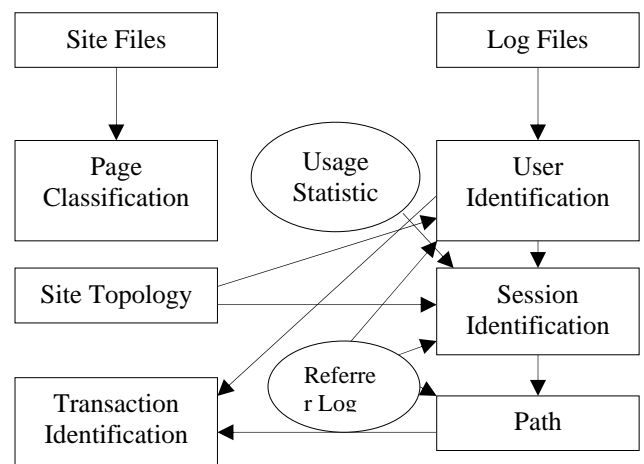 Site Files
Log Files
Page
Classification
Usage
Statistic
User
Identification
Site Topology
Session
Identification
Referre
r Log
Transaction
Identification
Path